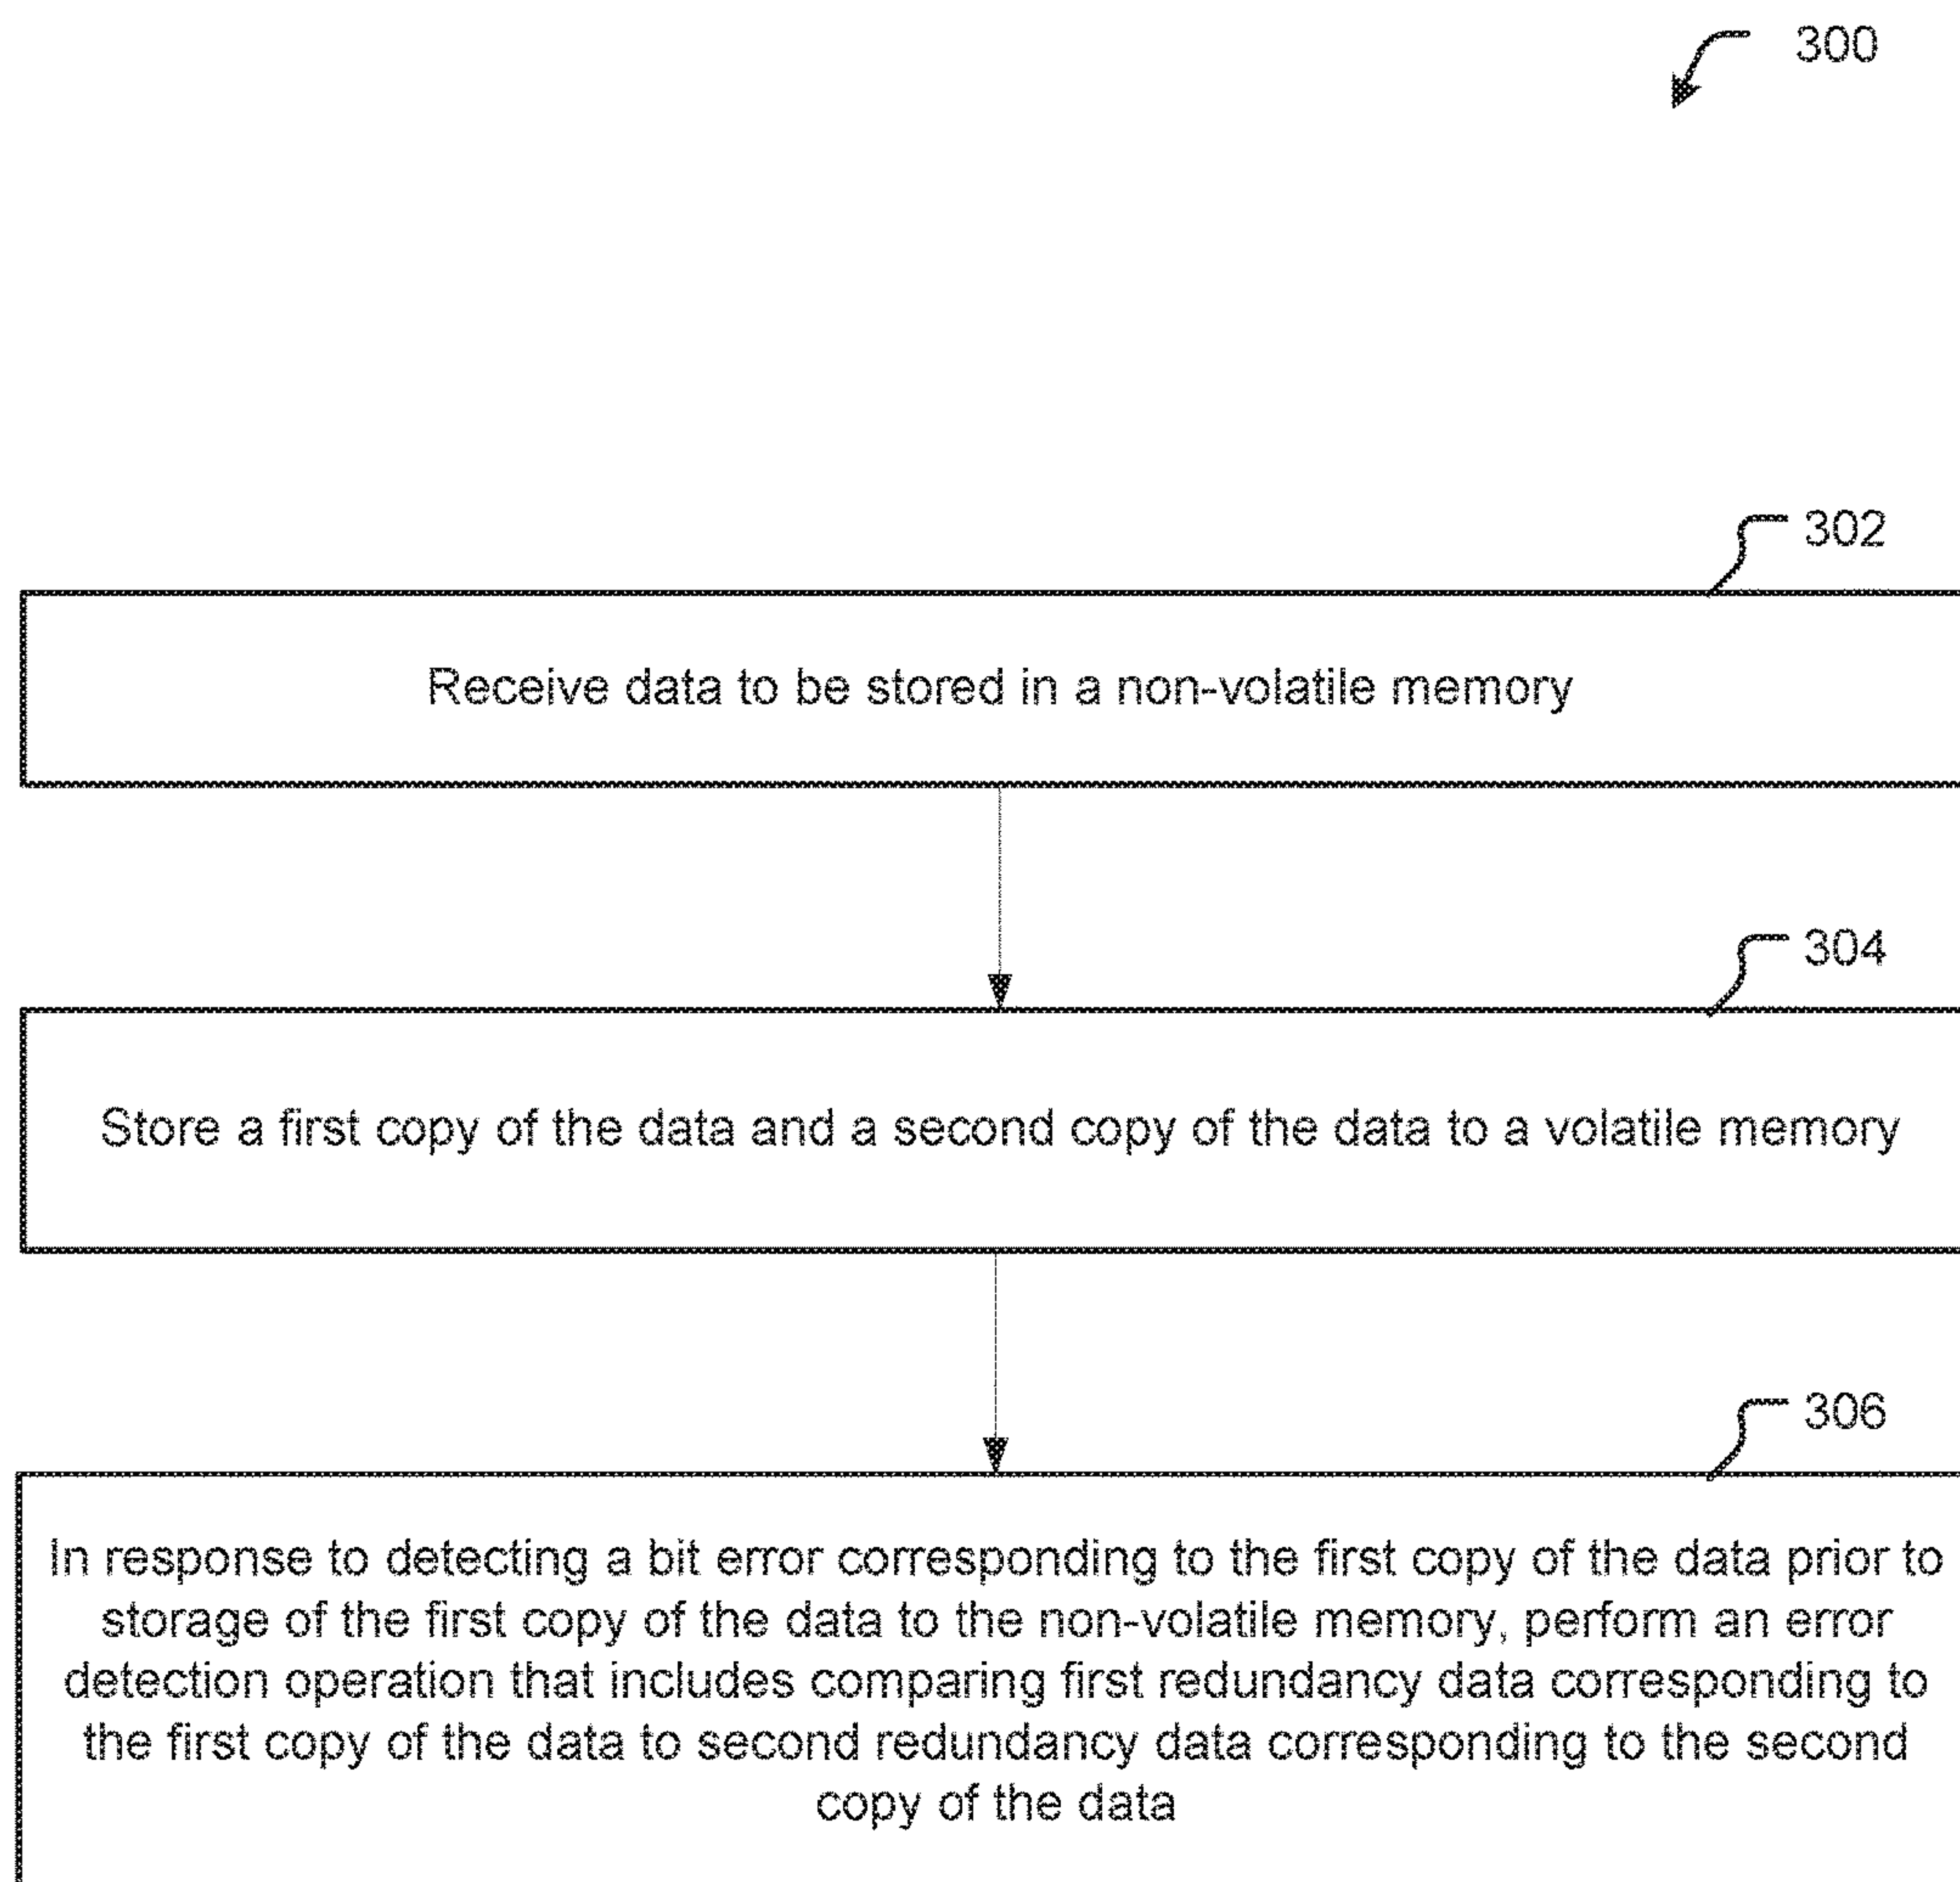 300
302
Receive data to be stored in a non-volatile memory
304
Store a first copy of the data and a second copy of the data to a volatile memory
306
In response to detecting a bit error corresponding to the first copy of the data prior to
storage of the first copy of the data to the non-volatile memory, perform an error
detection operation that includes comparing first redundancy data corresponding to
the first copy of the data to second redundancy data corresponding to the second
copy of the data